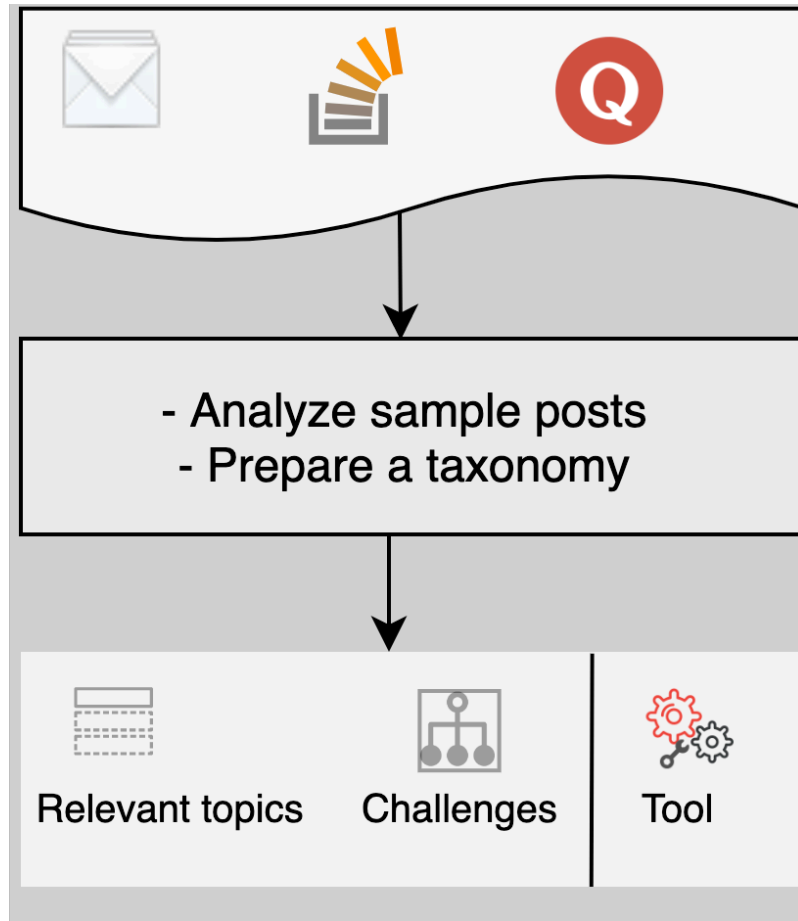 Q
- Analyze sample posts
- Prepare a taxonomy
Relevant topics
Challenges
Tool